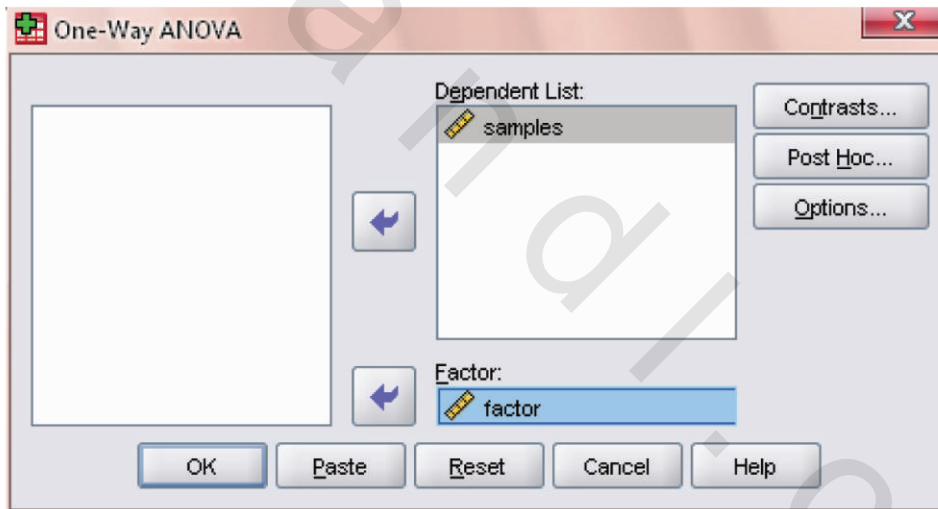 One-Way ANOVA
Dependent List:
samples
Contrasts...
Post Hoc...
Options...
Factor:
factor
OK
Paste
Reset
Cancel
Help